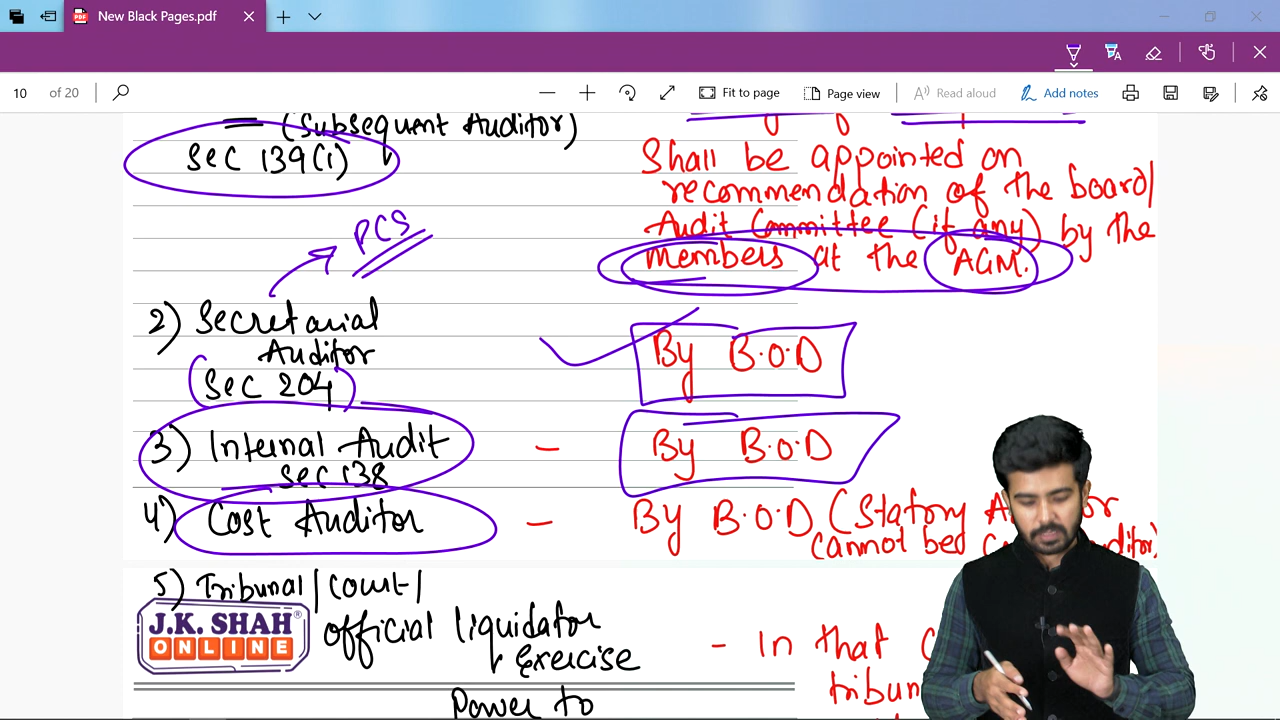 New Black Pages.pdf
10 of 20
Fit to page
Page view
Read aloud
Add notes
(Subsequent Auditor)
Sec 139(1)
Shall be appointed on
recommendation of the board/
Audit Committee (if any) by the
members at the AGM.
PCS
2) Secretarial
Auditor
(Sec 204)
By B.O.D
3) Internal Audit
Sec 138
- By B.O.D
4) Cost Auditor
- By B.O.D (Statory
cannot be
5) Tribunal/Court/
official liquidator
exercise
Power to
- In that
J.K. SHAH®
ONLINE